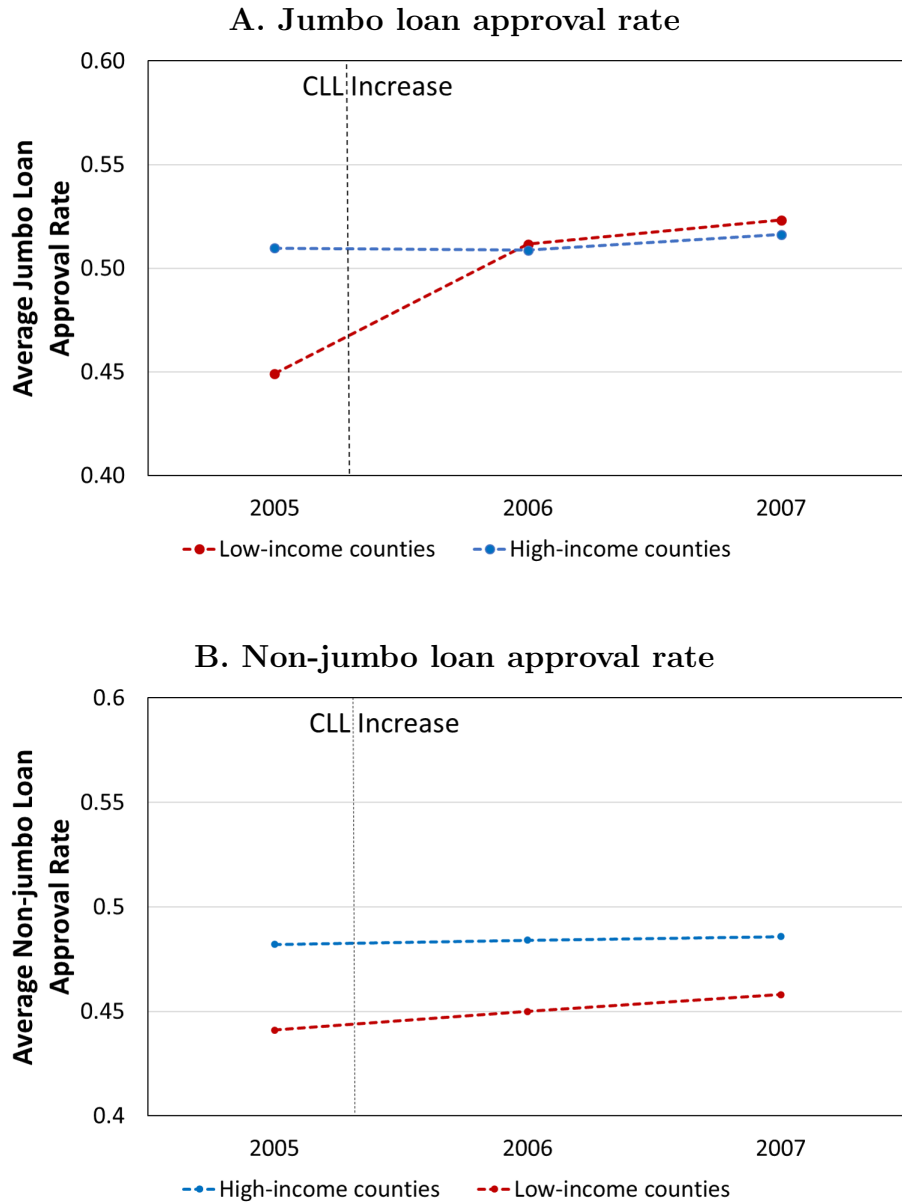 A. Jumbo loan approval rate
0.60
CLL Increase
0.55
0.50
0.45
0.40
Average Jumbo Loan
Approval Rate
2005 2006 2007
Low-income counties High-income counties
B. Non-jumbo loan approval rate
0.6
CLL Increase
0.55
0.5
0.45
0.4
Average Non-jumbo Loan
Approval Rate
2005 2006 2007
High-income counties Low-income counties